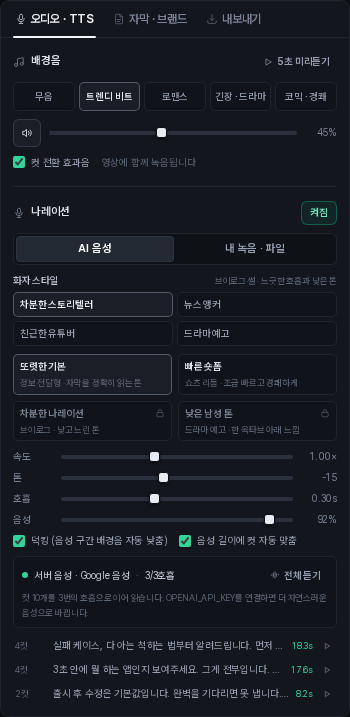 오디오 · TTS
자막 · 브랜드
내보내기
배경음
5초 미리듣기
무음
트렌디 비트
로맨스
긴장 · 드라마
코믹 · 경쾌
45%
컷 전환 효과음 영상에 함께 녹음됩니다
나레이션
켜짐
AI 음성
내 녹음 · 파일
화자 스타일
브이로그 썰 · 느긋한 호흡과 낮은 톤
차분한 스토리텔러
뉴스 앵커
친근한 유튜버
드라마 예고
또렷한 기본
정보 전달형 · 자막을 정확히 읽는 톤
빠른 숏폼
쇼츠 리듬 · 조금 빠르고 경쾌하게
차분한 나레이션
브이로그 · 낮고 느린 톤
낮은 남성 톤
드라마 예고 · 한 옥타브 아래 느낌
속도 1.00×
톤 -1.5
호흡 0.30s
음성 92%
덕킹 (음성 구간 배경음 자동 낮춤)
음성 길이에 컷 자동 맞춤
서버 음성 · Google 음성 · 3/3호흡
전체 듣기
컷 10개를 3번의 호흡으로 이어 읽습니다. OPENAI_API_KEY를 연결하면 더 자연스러운
음성으로 바뀝니다.
4컷 실패 케이스, 다 아는 척하는 법부터 알려드립니다. 먼저 ... 18.3s
4컷 3초 안에 뭘 하는 앱인지 보여주세요. 그게 전부입니다. ... 17.6s
2컷 출시 후 수정은 기본값입니다. 완벽을 기다리면 못 냅니다.... 8.2s